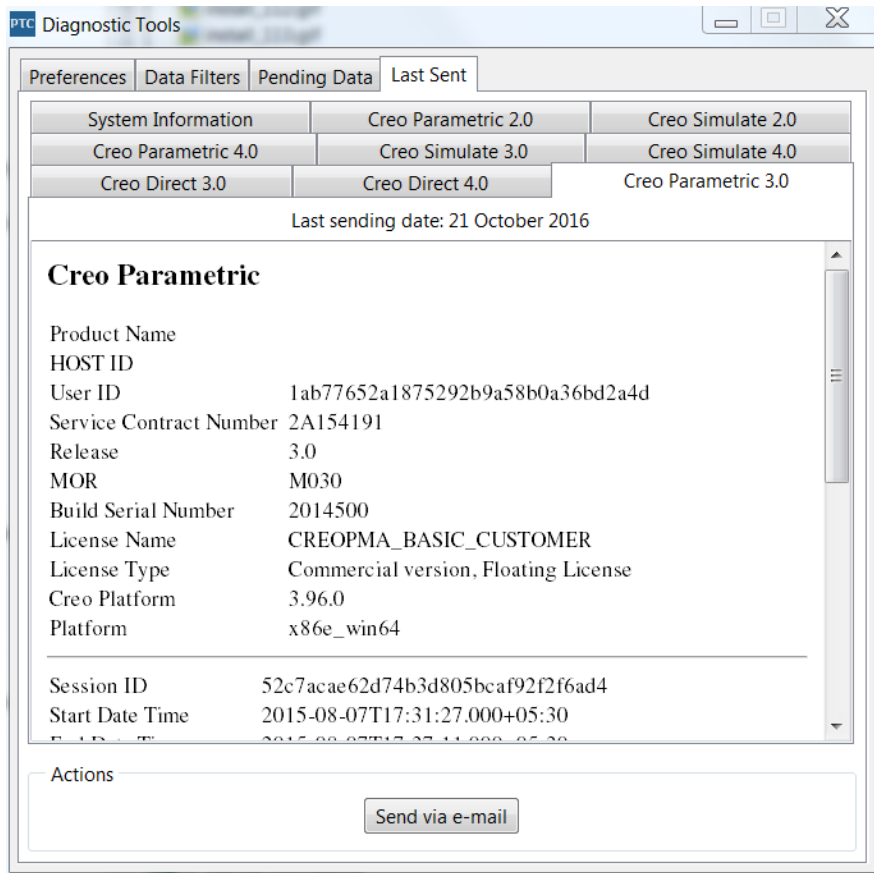 PTC Diagnostic Tools
Preferences Data Filters Pending Data Last Sent
System Information Creo Parametric 2.0 Creo Simulate 2.0
Creo Parametric 4.0 Creo Simulate 3.0 Creo Simulate 4.0
Creo Direct 3.0 Creo Direct 4.0 Creo Parametric 3.0
Last sending date: 21 October 2016
Creo Parametric
Product Name
HOST ID
User ID 1ab77652a1875292b9a58b0a36bd2a4d
Service Contract Number 2A154191
Release 3.0
MOR M030
Build Serial Number 2014500
License Name CREOPMA_BASIC_CUSTOMER
License Type Commercial version, Floating License
Creo Platform 3.96.0
Platform x86e_win64
Session ID 52c7acae62d74b3d805bcaf92f2f6ad4
Start Date Time 2015-08-07T17:31:27.000+05:30
Actions
Send via e-mail